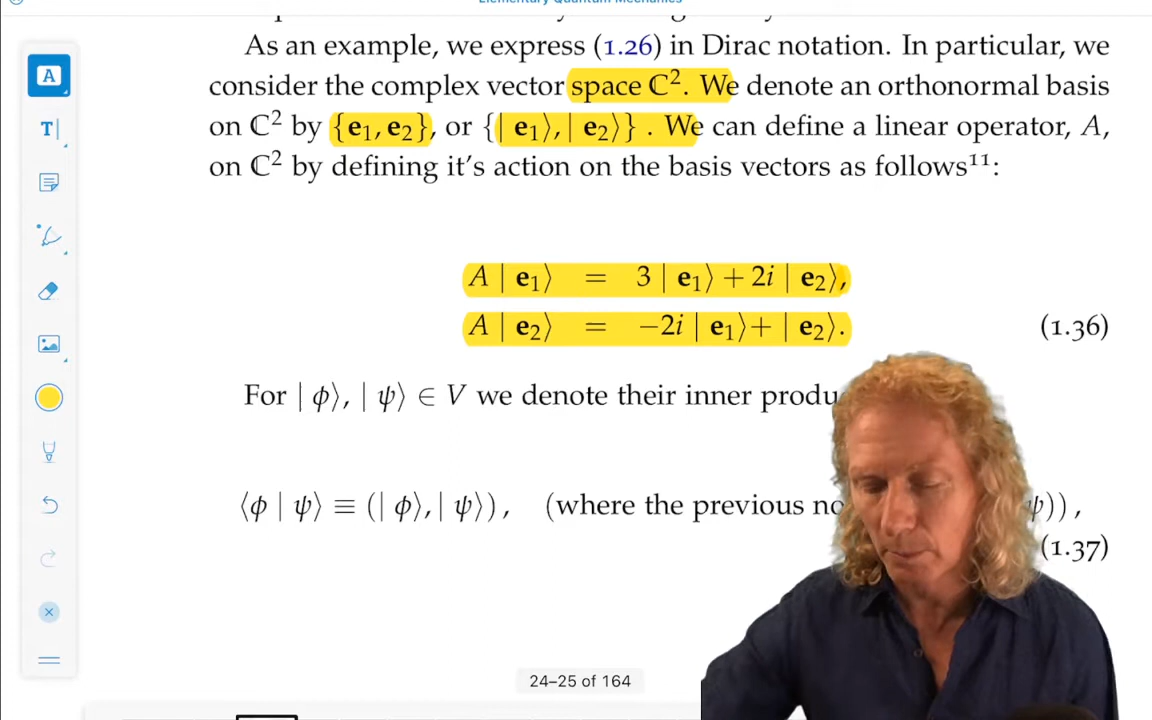 Elementary Quantum Mechanics
As an example, we express (1.26) in Dirac notation. In particular, we
consider the complex vector space ℂ². We denote an orthonormal basis
on ℂ² by {e₁, e₂}, or {| e₁⟩, | e₂⟩} . We can define a linear operator, A,
on ℂ² by defining it's action on the basis vectors as follows¹¹:
A | e₁⟩ = 3 | e₁⟩ + 2i | e₂⟩,
A | e₂⟩ = −2i | e₁⟩+ | e₂⟩. (1.36)
For | ϕ⟩, | ψ⟩ ∈ V we denote their inner
⟨ϕ | ψ⟩ ≡ (| ϕ⟩, | ψ⟩), (where the previous ψ)),
(1.37)
24–25 of 164
A
T